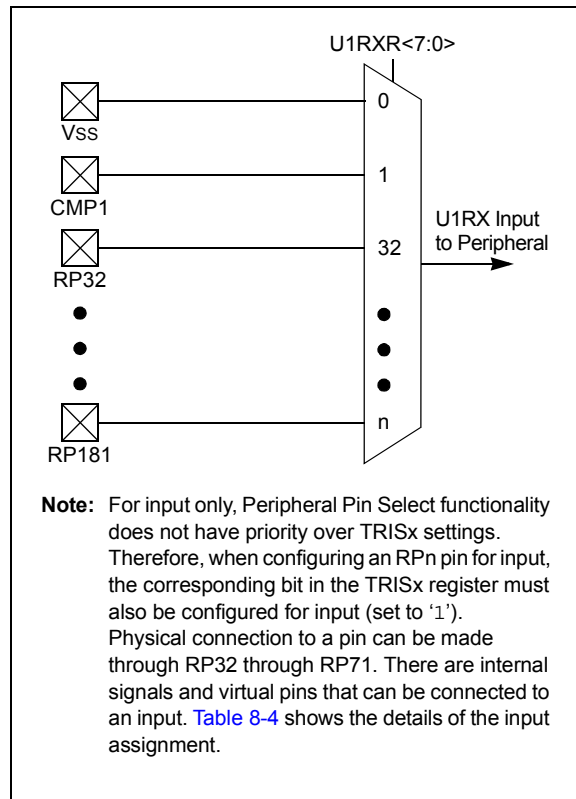 U1RXR<7:0>
0
Vss
1
CMP1
U1RX Input
to Peripheral
32
RP32
n
RP181
Note: For input only, Peripheral Pin Select functionality
does not have priority over TRISx settings.
Therefore, when configuring an RPn pin for input,
the corresponding bit in the TRISx register must
also be configured for input (set to ‘1’).
Physical connection to a pin can be made
through RP32 through RP71. There are internal
signals and virtual pins that can be connected to
an input. Table 8-4 shows the details of the input
assignment.